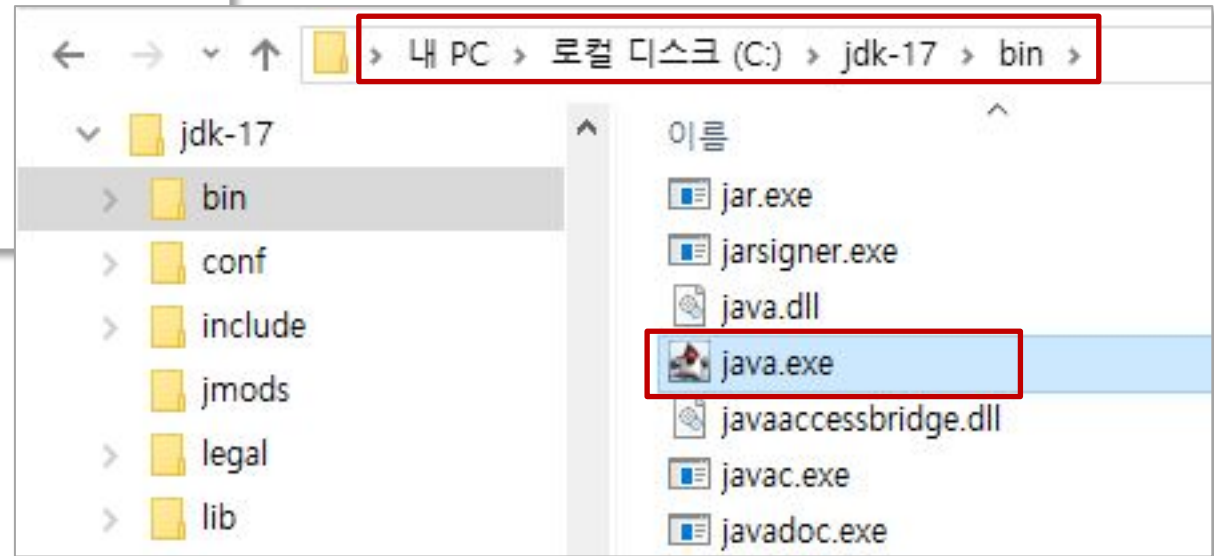 내 PC > 로컬 디스크 (C:) > jdk-17 > bin >
jdk-17
bin
conf
include
jmods
legal
lib
이름
jar.exe
jarsigner.exe
java.dll
java.exe
javaaccessbridge.dll
javac.exe
javadoc.exe